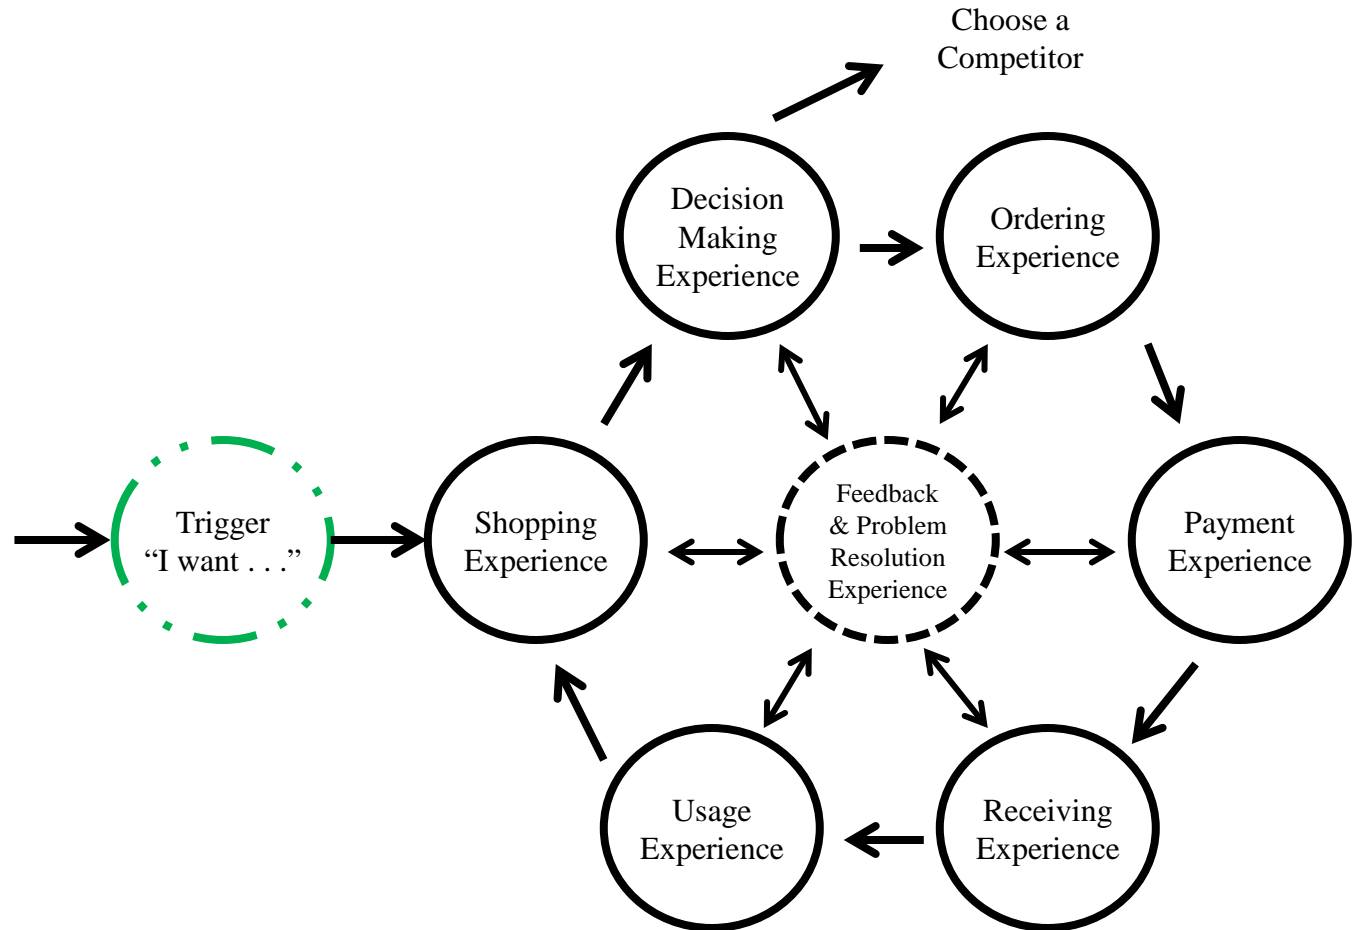 Choose a
Competitor
Decision
Making
Experience
Ordering
Experience
Trigger
“I want . . .”
Shopping
Experience
Feedback
& Problem
Resolution
Experience
Payment
Experience
Usage
Experience
Receiving
Experience